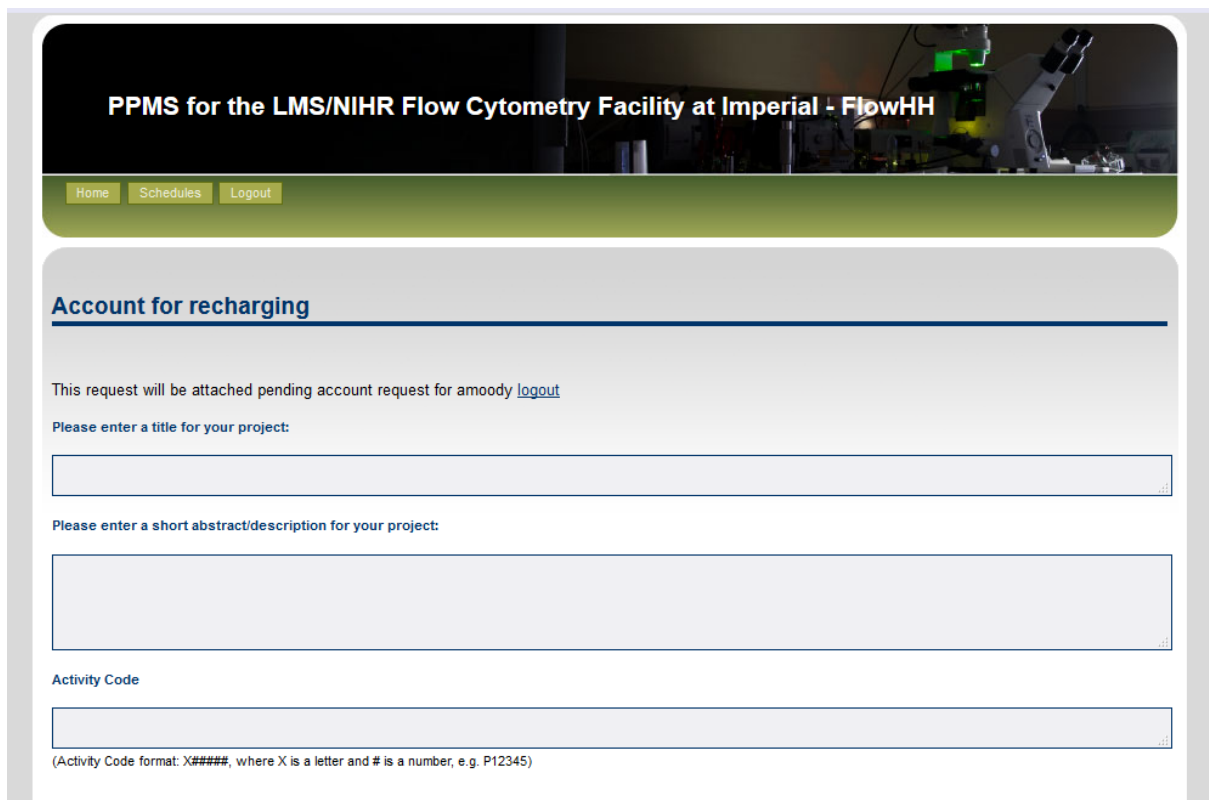 PPMS for the LMS/NIHR Flow Cytometry Facility at Imperial - FlowHH
Home Schedules Logout
Account for recharging
This request will be attached pending account request for amoody logout
Please enter a title for your project:
Please enter a short abstract/description for your project:
Activity Code
(Activity Code format: X#####, where X is a letter and # is a number, e.g. P12345)